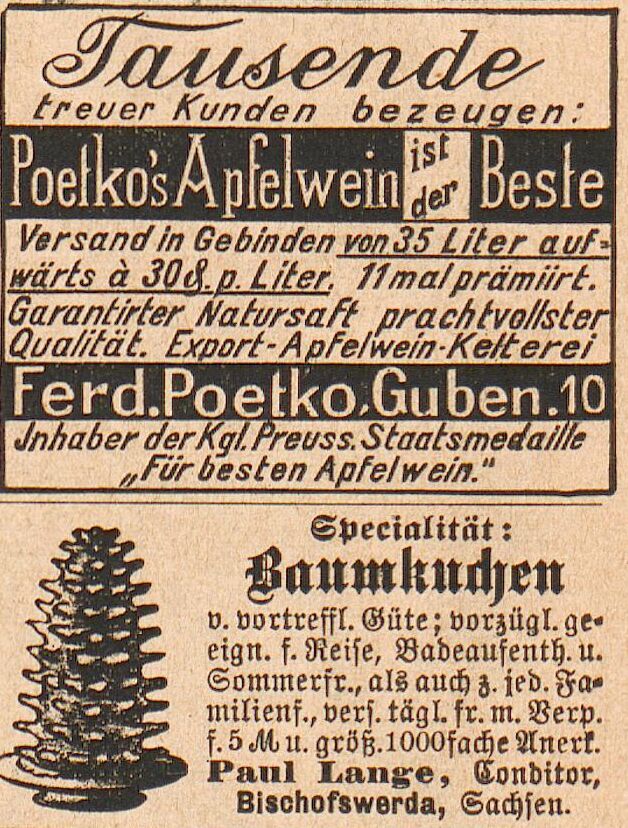 Tausende
treuer Kunden bezeugen:
Poetko's Apfelwein ist der Beste
Versand in Gebinden von 35 Liter auf=
wärts à 30 ₰. p. Liter. 11 mal prämiirt.
Garantirter Natursaft prachtvollster
Qualität. Export-Apfelwein-Kelterei
Ferd. Poetko, Guben. 10
Inhaber der Kgl. Preuss. Staatsmedaille
„Für besten Apfelwein."
Specialität:
Baumkuchen
v. vortreffl. Güte; vorzügl. ge-
eign. f. Reise, Badeaufenth. u.
Sommerfr., als auch z. jed. Fa-
milienf., vers. tägl. fr. m. Verp.
f. 5 M u. größ. 1000fache Anerk.
Paul Lange, Conditor,
Bischofswerda, Sachsen.